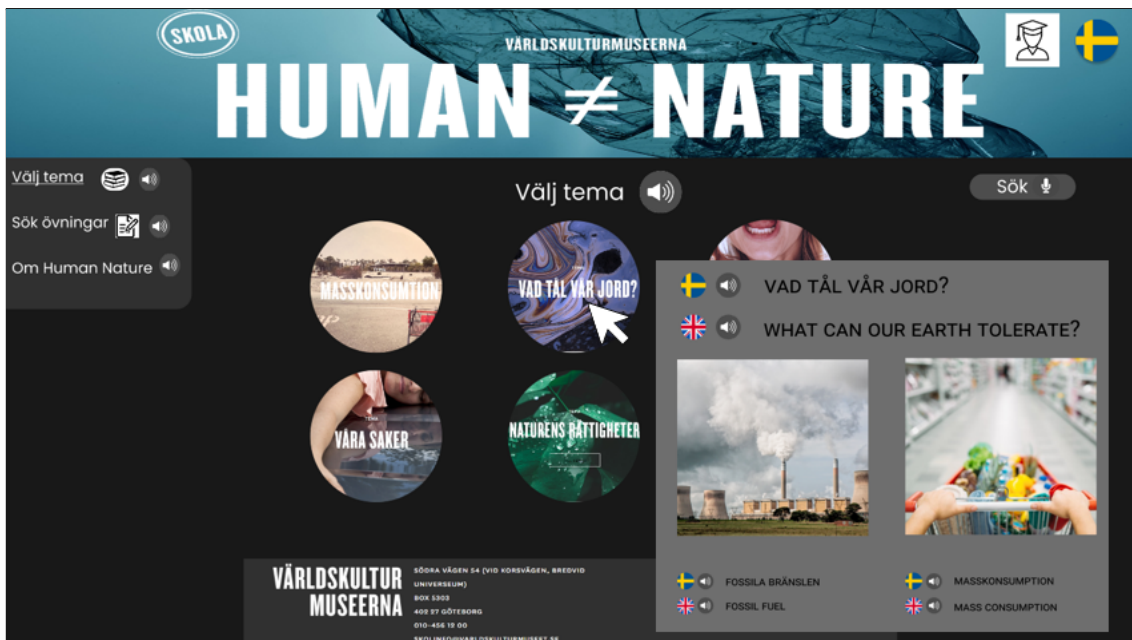 SKOLA
VÄRLDSKULTURMUSEERNA
HUMAN ≠ NATURE
Välj tema
Sök övningar
Om Human Nature
Välj tema
Sök
TEMA
MASSKONSUMTION
VAD TÅL VÅR JORD?
TEMA
VÅRA SAKER
TEMA
NATURENS RÄTTIGHETER
VAD TÅL VÅR JORD?
WHAT CAN OUR EARTH TOLERATE?
FOSSILA BRÄNSLEN
FOSSIL FUEL
MASSKONSUMPTION
MASS CONSUMPTION
VÄRLDSKULTUR
MUSEERNA
SÖDRA VÄGEN 54 (VID KORSVÄGEN, BREDVID
UNIVERSEUM)
BOX 5303
402 27 GÖTEBORG
010-456 12 00